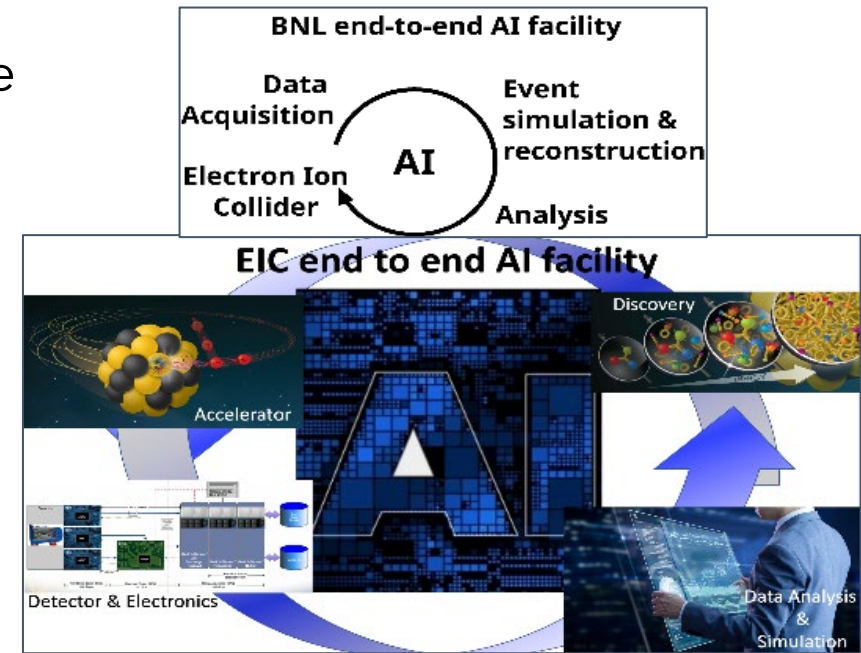 e
BNL end-to-end AI facility
Data
Acquisition
Event
simulation &
reconstruction
AI
Electron Ion
Collider
Analysis
EIC end to end AI facility
Discovery
Accelerator
AI
Detector & Electronics
Data Analysis
&
Simulation